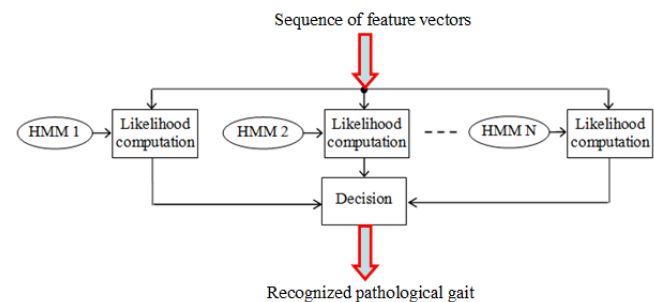 Sequence of feature vectors
HMM 1
Likelihood
computation
HMM 2
Likelihood
computation
HMM N
Likelihood
computation
Decision
Recognized pathological gait